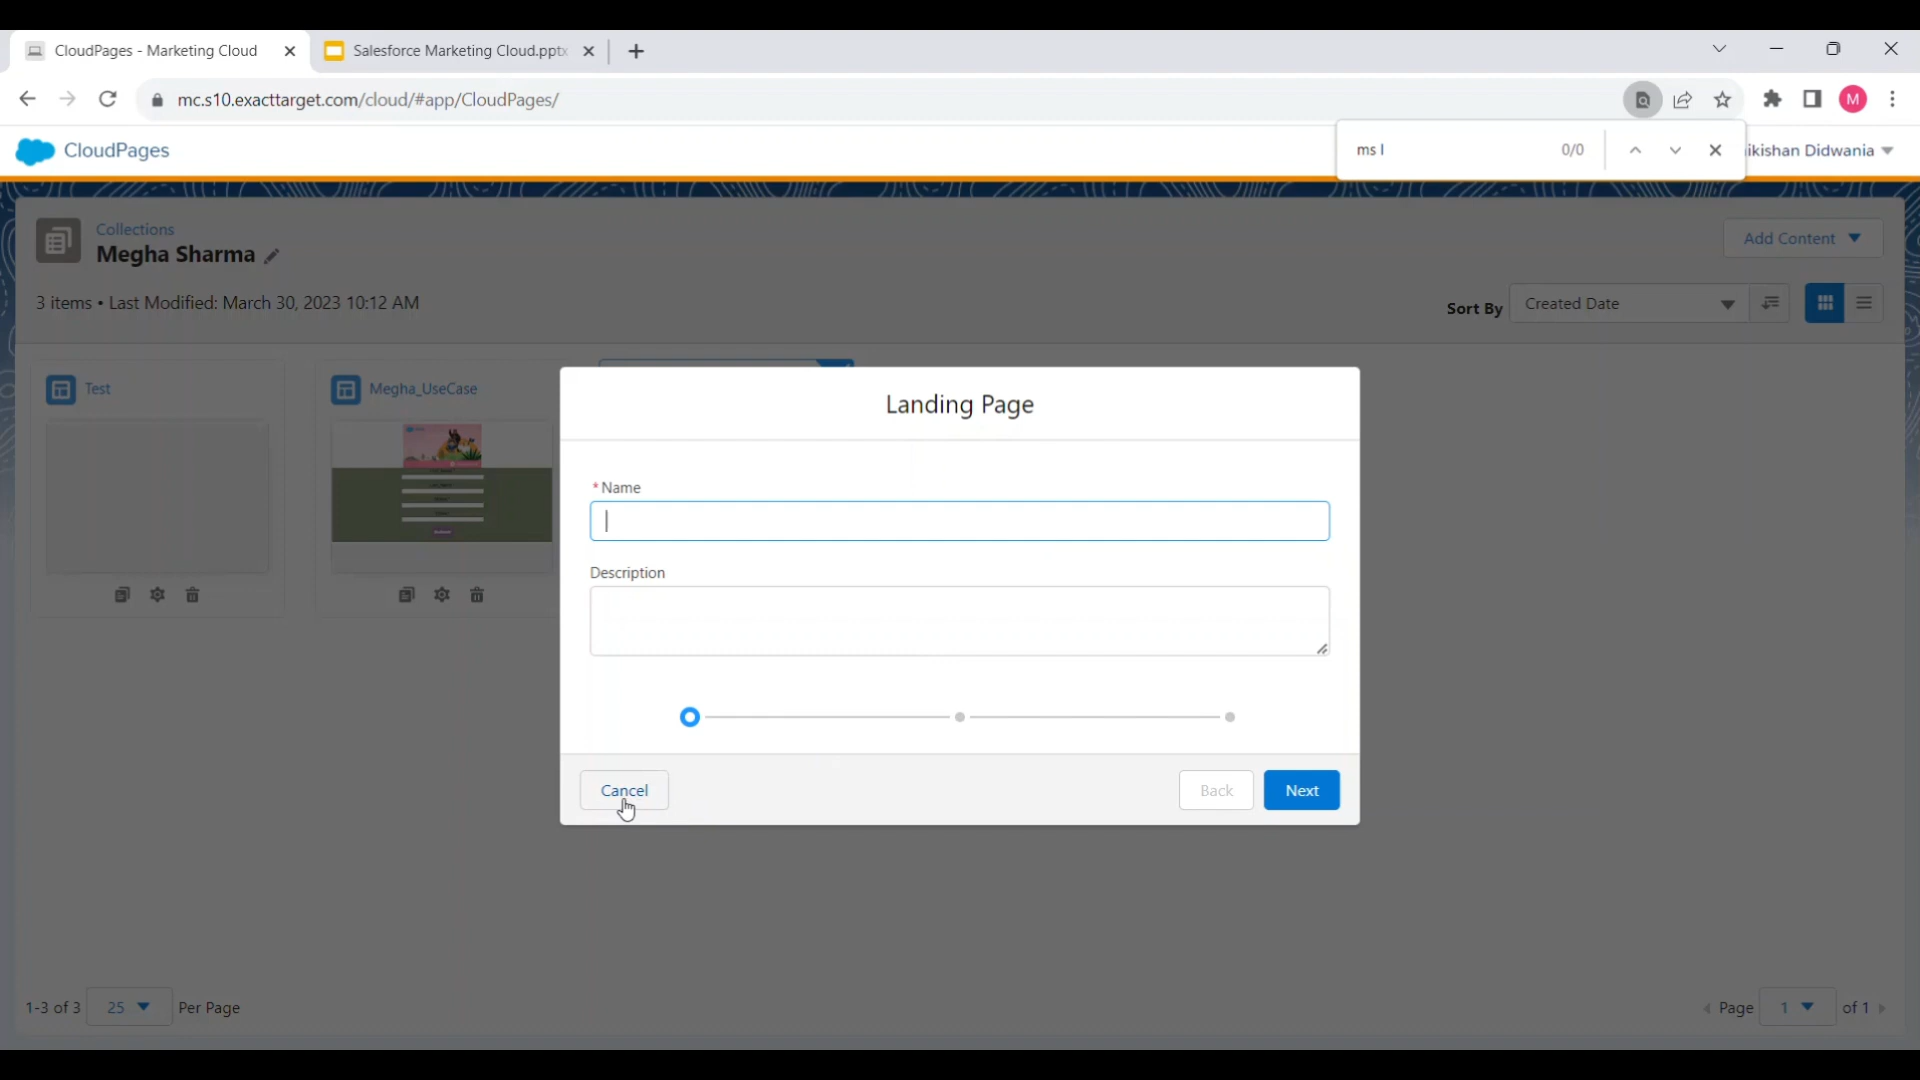 CloudPages - Marketing Cloud
Salesforce Marketing Cloud.pptx
mc.s10.exacttarget.com/cloud/#app/CloudPages/
M
CloudPages
ms l
0/0
ikishan Didwania
Collections
Megha Sharma
Add Content
3 items • Last Modified: March 30, 2023 10:12 AM
Sort By
Created Date
Test
Megha_UseCase
Landing Page
* Name
Description
Cancel
Back
Next
1-3 of 3
25
Per Page
Page
1
of 1